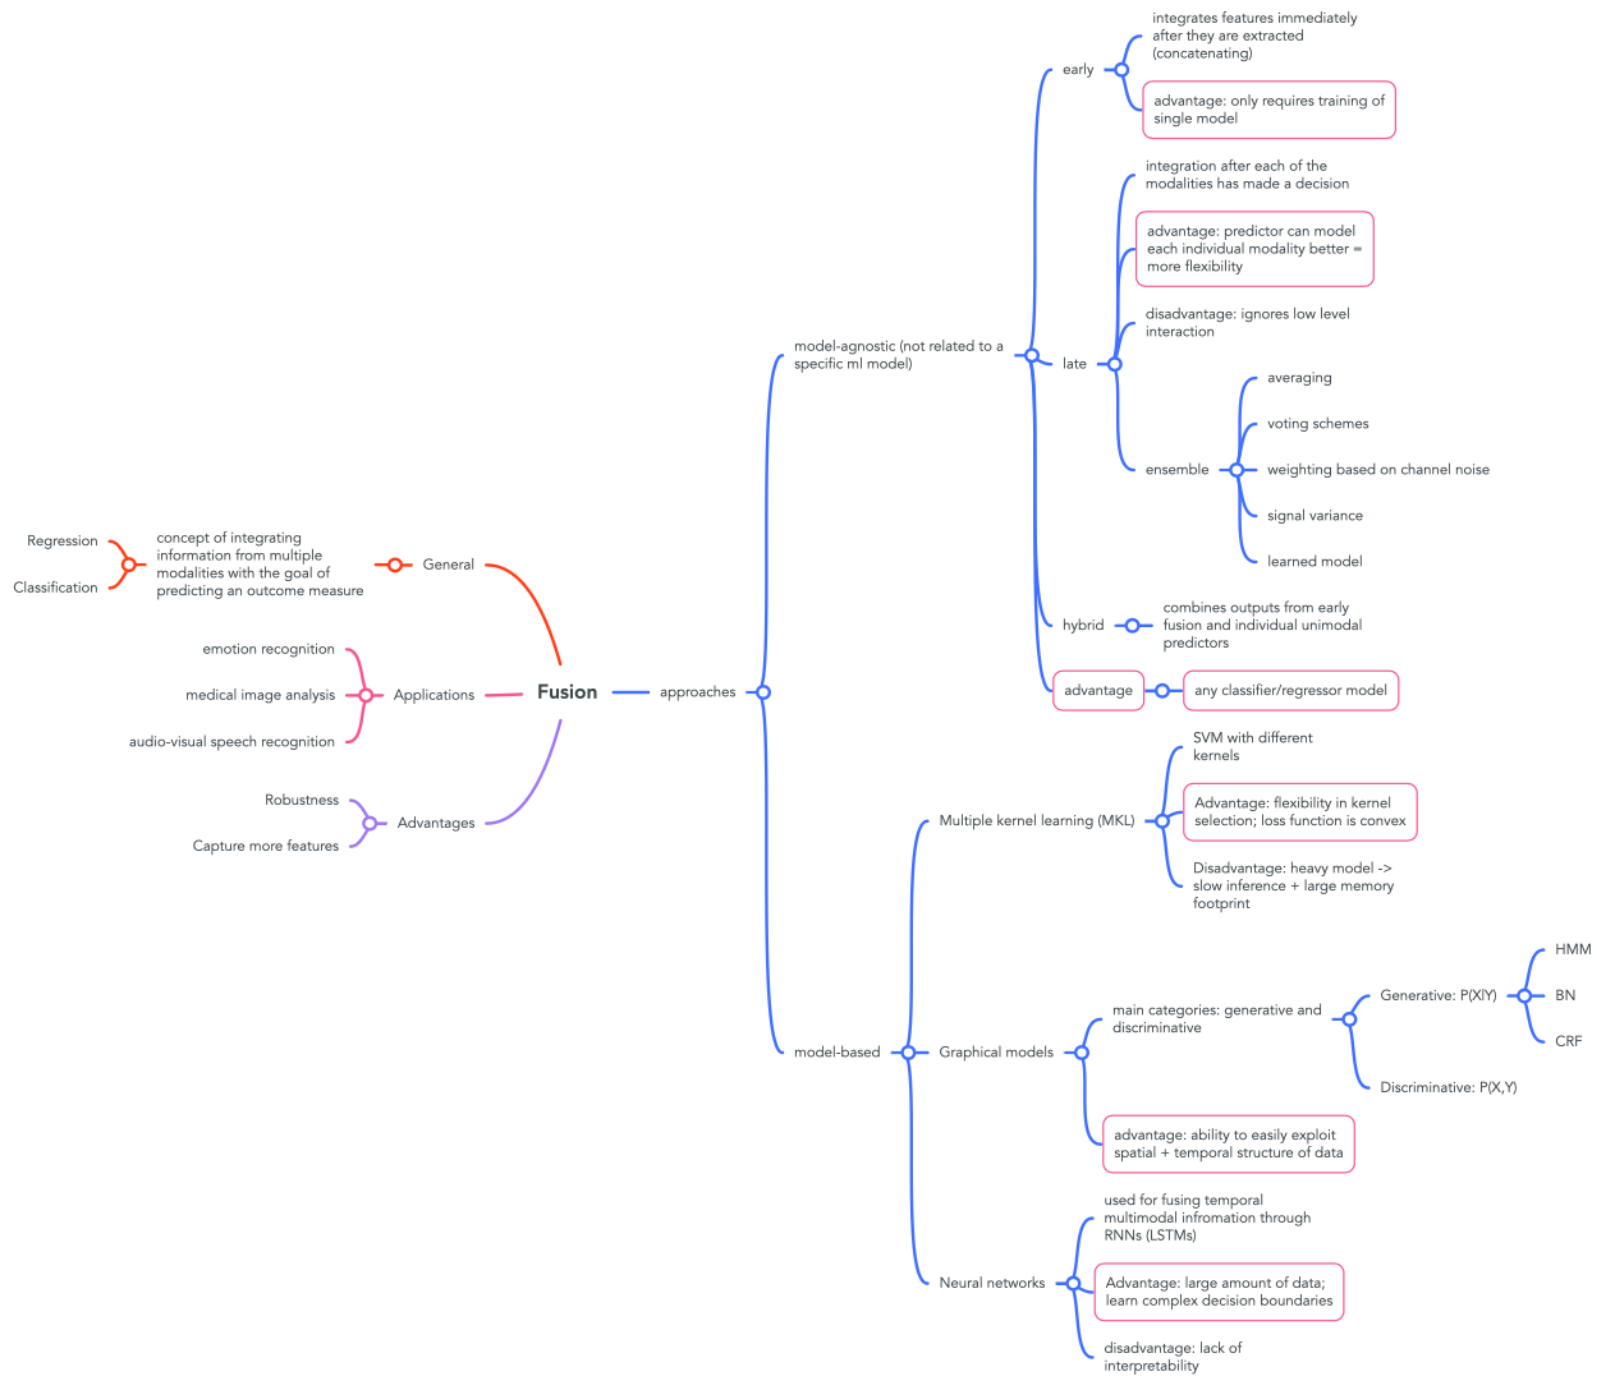 Fusion
General
concept of integrating
information from multiple
modalities with the goal of
predicting an outcome measure
Regression
Classification
Applications
emotion recognition
medical image analysis
audio-visual speech recognition
Advantages
Robustness
Capture more features
approaches
model-agnostic (not related to a
specific ml model)
early
integrates features immediately
after they are extracted
(concatenating)
advantage: only requires training of
single model
late
integration after each of the
modalities has made a decision
advantage: predictor can model
each individual modality better =
more flexibility
disadvantage: ignores low level
interaction
ensemble
averaging
voting schemes
weighting based on channel noise
signal variance
learned model
hybrid
combines outputs from early
fusion and individual unimodal
predictors
advantage
any classifier/regressor model
model-based
Multiple kernel learning (MKL)
SVM with different
kernels
Advantage: flexibility in kernel
selection; loss function is convex
Disadvantage: heavy model ->
slow inference + large memory
footprint
Graphical models
main categories: generative and
discriminative
Generative: P(X|Y)
HMM
BN
CRF
Discriminative: P(X,Y)
advantage: ability to easily exploit
spatial + temporal structure of data
Neural networks
used for fusing temporal
multimodal infromation through
RNNs (LSTMs)
Advantage: large amount of data;
learn complex decision boundaries
disadvantage: lack of
interpretability